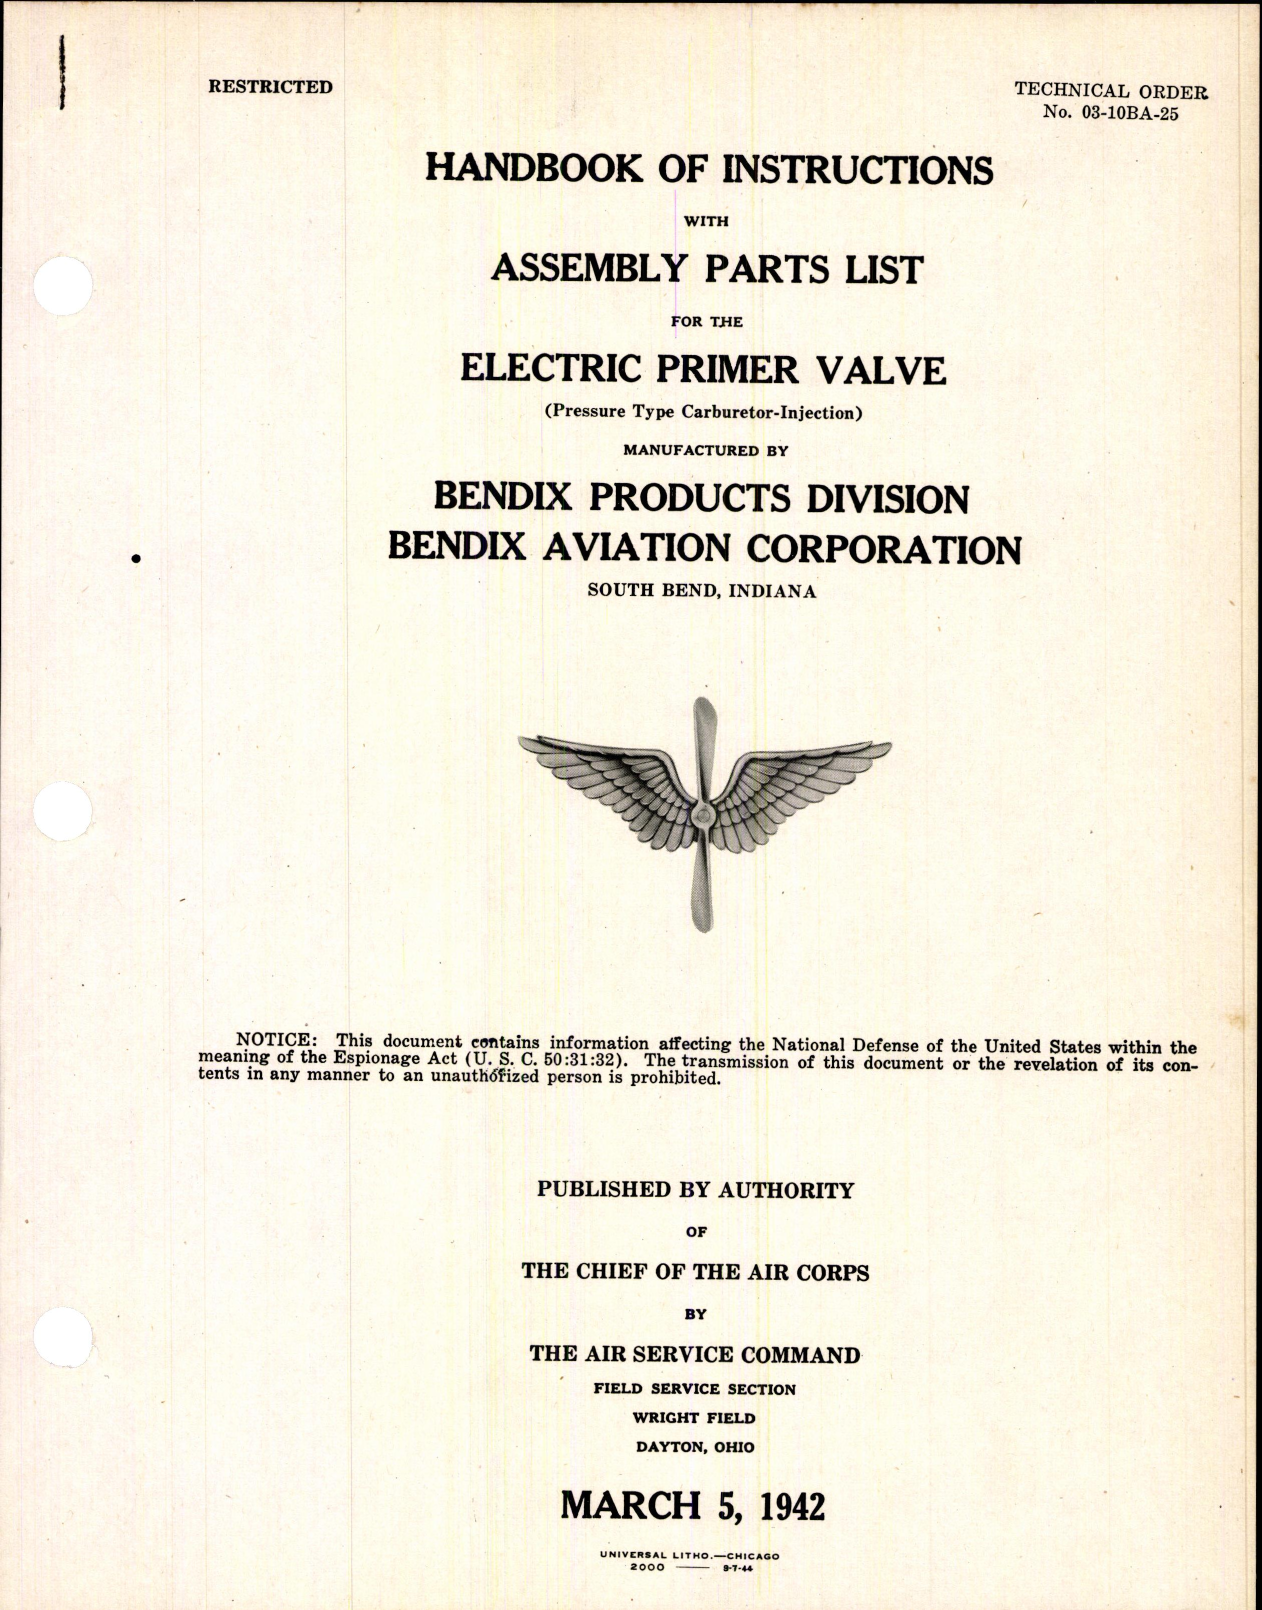 RESTRICTED
TECHNICAL ORDER
No. 03-10BA-25
HANDBOOK OF INSTRUCTIONS
WITH
ASSEMBLY PARTS LIST
FOR THE
ELECTRIC PRIMER VALVE
(Pressure Type Carburetor-Injection)
MANUFACTURED BY
BENDIX PRODUCTS DIVISION
BENDIX AVIATION CORPORATION
SOUTH BEND, INDIANA
NOTICE: This document contains information affecting the National Defense of the United States within the
meaning of the Espionage Act (U. S. C. 50:31:32). The transmission of this document or the revelation of its con-
tents in any manner to an unauthorized person is prohibited.
PUBLISHED BY AUTHORITY
OF
THE CHIEF OF THE AIR CORPS
BY
THE AIR SERVICE COMMAND
FIELD SERVICE SECTION
WRIGHT FIELD
DAYTON, OHIO
MARCH 5, 1942
UNIVERSAL LITHO.—CHICAGO
2000 —— 9-7-44